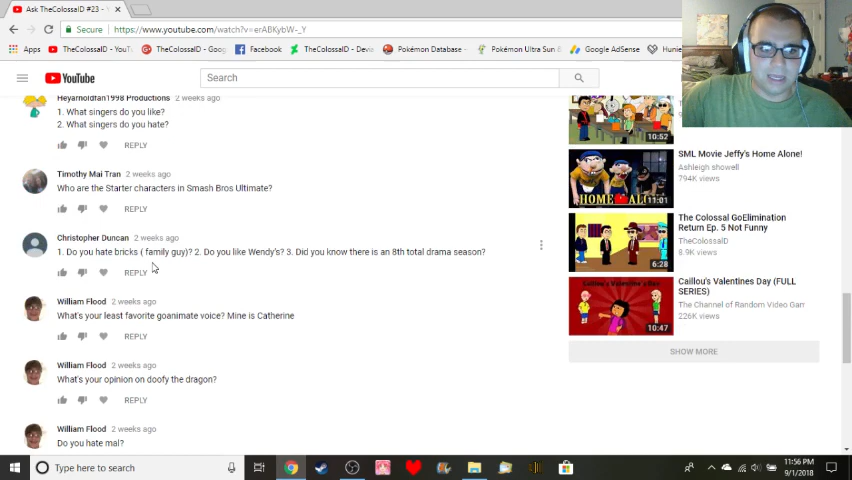 Ask TheColossalD #23 - Y
Secure
https://www.youtube.com/watch?v=erABKybW-_Y
Apps
TheColossalD - YouT
TheColossalD - Goog
Facebook
TheColossalD - Devia
Pokémon Database
Pokémon Ultra Sun &
Google AdSense
Hunie
YouTube
Search
Heyarnoldfan1998 Productions 2 weeks ago
1. What singers do you like?
2. What singers do you hate?
REPLY
Timothy Mai Tran 2 weeks ago
Who are the Starter characters in Smash Bros Ultimate?
REPLY
Christopher Duncan 2 weeks ago
1. Do you hate bricks ( family guy)? 2. Do you like Wendy's? 3. Did you know there is an 8th total drama season?
REPLY
William Flood 2 weeks ago
What's your least favorite goanimate voice? Mine is Catherine
REPLY
William Flood 2 weeks ago
What's your opinion on doofy the dragon?
REPLY
William Flood 2 weeks ago
Do you hate mal?
10:52
SML Movie Jeffy's Home Alone!
Ashleigh showell
794K views
11:01
The Colossal GoElimination
Return Ep. 5 Not Funny
TheColossalD
8.9K views
6:28
Caillou's Valentines Day (FULL
SERIES)
The Channel of Random Video Garr
226K views
10:47
SHOW MORE
Type here to search
11:56 PM
9/1/2018